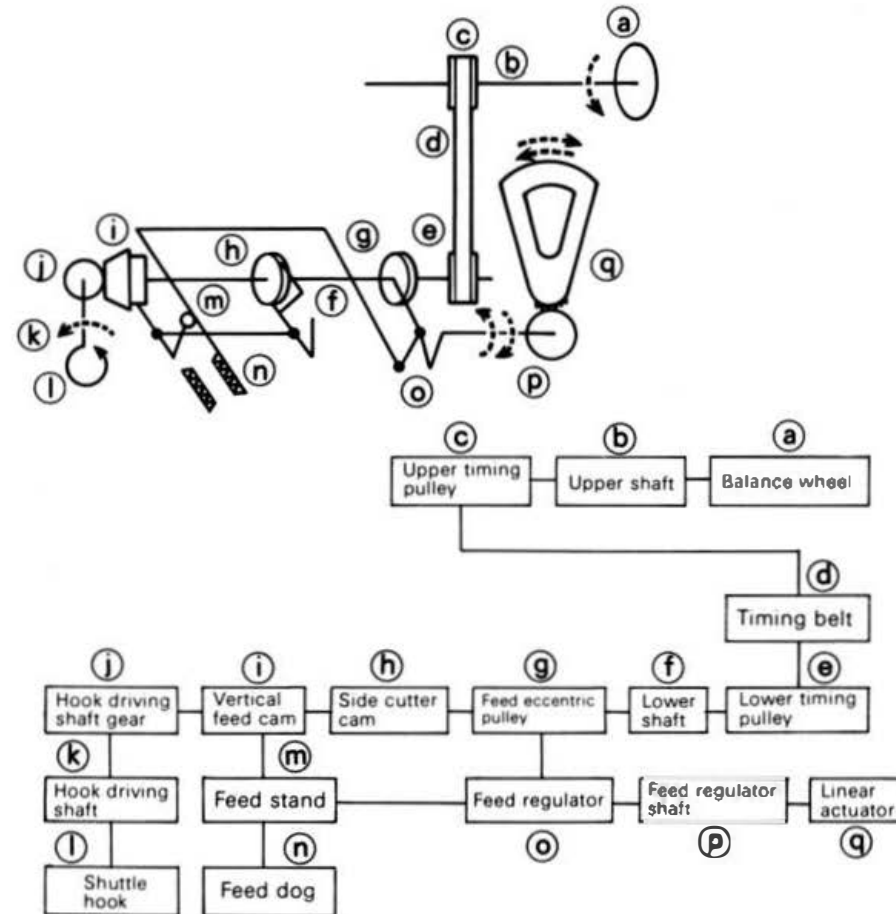 ⓐ
ⓒ
ⓑ
ⓓ
ⓘ
ⓖ
ⓔ
ⓗ
ⓠ
ⓙ
ⓜ
ⓕ
ⓚ
ⓝ
ⓛ
ⓞ
ⓟ
ⓒ ⓑ ⓐ
Upper timing
pulley
Upper shaft
Balance wheel
ⓓ
Timing belt
ⓙ ⓘ ⓗ ⓖ ⓕ ⓔ
Hook driving
shaft gear
Vertical
feed cam
Side cutter
cam
Feed eccentric
pulley
Lower
shaft
Lower timing
pulley
ⓚ ⓜ
Hook driving
shaft
Feed stand
Feed regulator
Feed regulator
shaft
Linear
actuator
ⓛ ⓝ ⓞ ⓟ ⓠ
Shuttle
hook
Feed dog